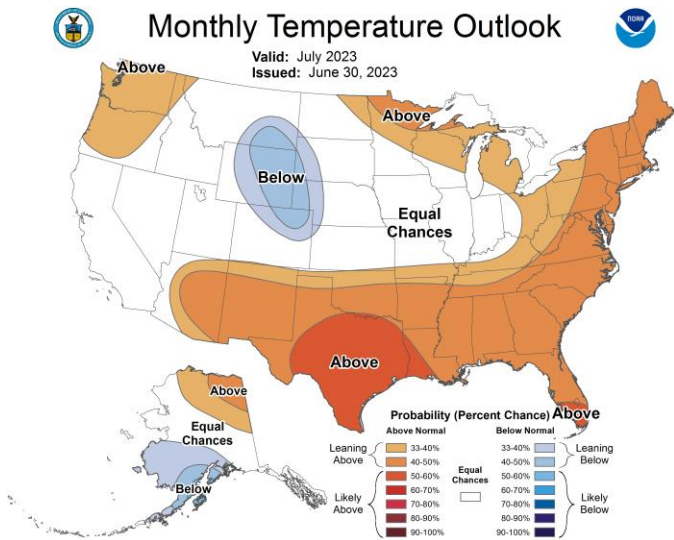 Monthly Temperature Outlook
NOAA
Valid: July 2023
Issued: June 30, 2023
Above
Above
Below
Equal
Chances
Above
Above
Above
Equal
Chances
Below
Probability (Percent Chance)
Above Normal
Below Normal
Leaning
Above
33-40%
40-50%
Likely
Above
50-60%
60-70%
70-80%
80-90%
90-100%
Equal
Chances
33-40%
40-50%
Leaning
Below
50-60%
60-70%
70-80%
80-90%
90-100%
Likely
Below